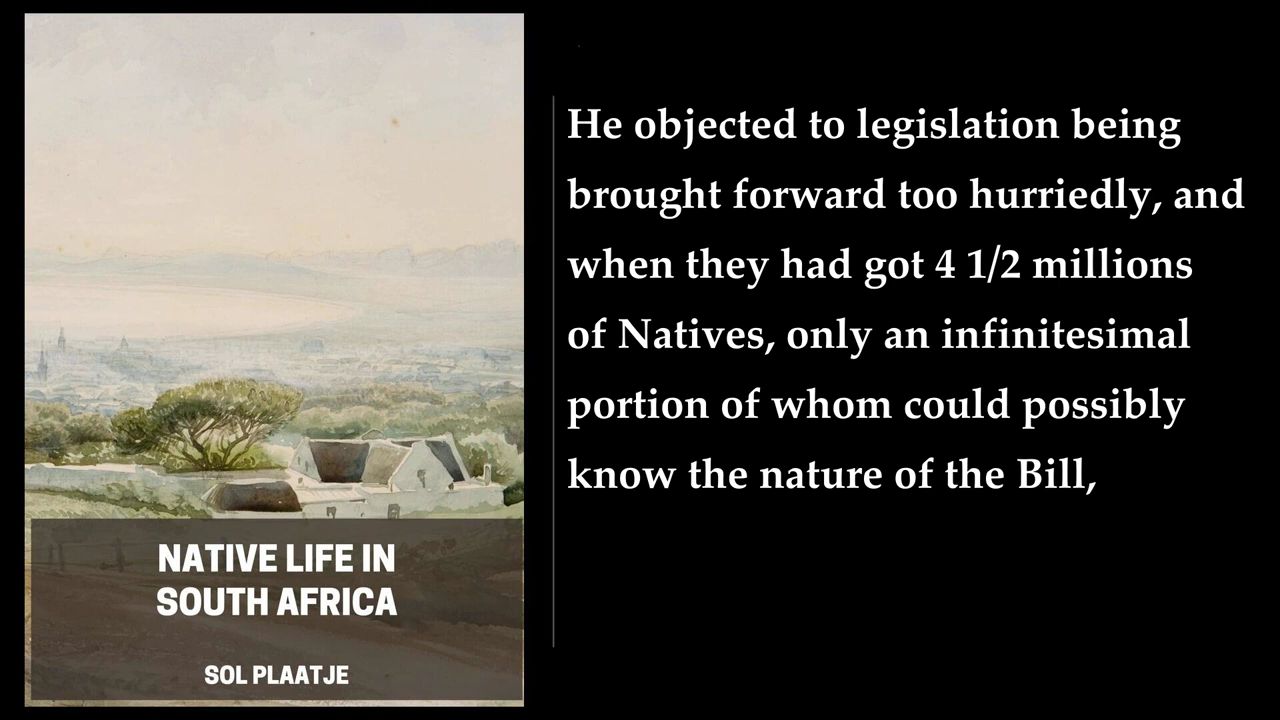 NATIVE LIFE IN
SOUTH AFRICA
SOL PLAATJE
He objected to legislation being
brought forward too hurriedly, and
when they had got 4 1/2 millions
of Natives, only an infinitesimal
portion of whom could possibly
know the nature of the Bill,